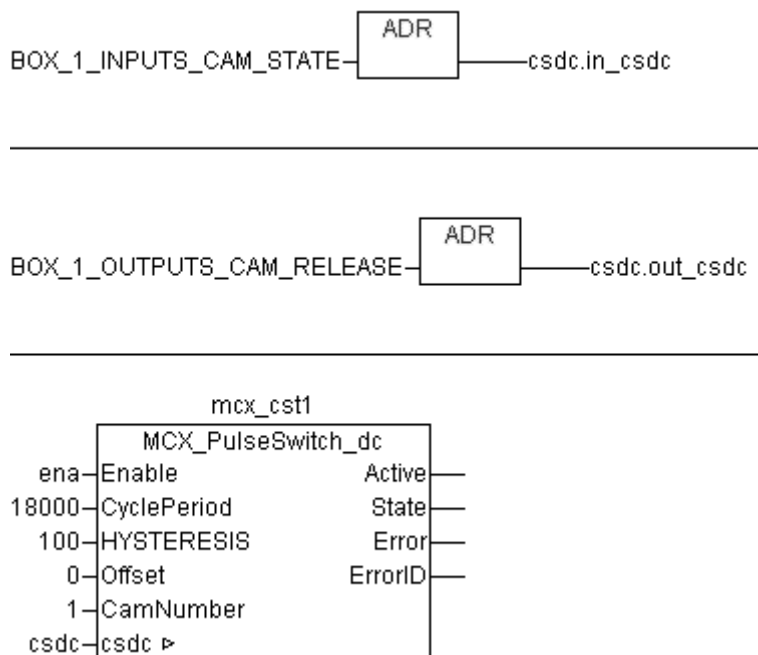 ADR
BOX_1_INPUTS_CAM_STATE csdc.in_csdc
ADR
BOX_1_OUTPUTS_CAM_RELEASE csdc.out_csdc
mcx_cst1
MCX_PulseSwitch_dc
ena Enable Active
18000 CyclePeriod State
100 HYSTERESIS Error
0 Offset ErrorID
1 CamNumber
csdc csdc ▷